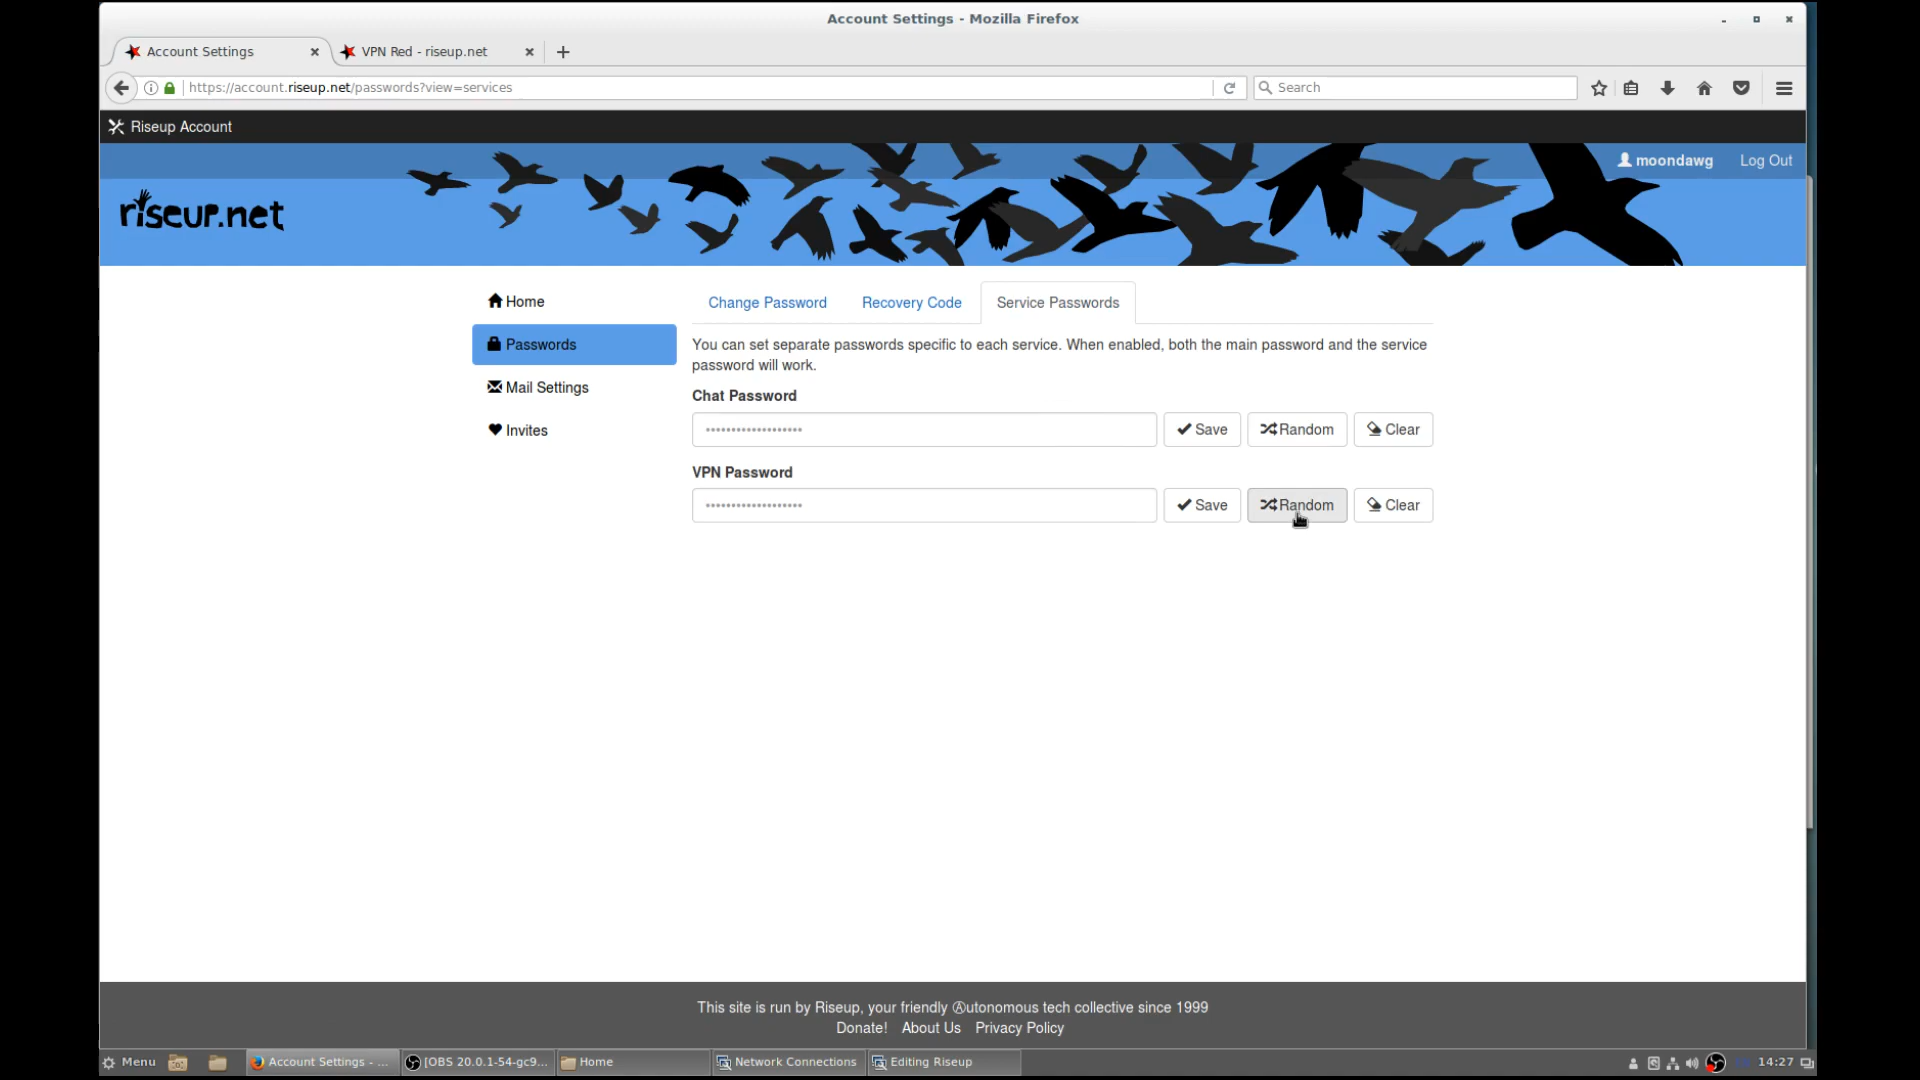 Account Settings - Mozilla Firefox
Account Settings
VPN Red - riseup.net
https://account.riseup.net/passwords?view=services
Search
Riseup Account
moondawg Log Out
riseup.net
Home
Passwords
Mail Settings
Invites
Change Password Recovery Code Service Passwords
You can set separate passwords specific to each service. When enabled, both the main password and the service
password will work.
Chat Password
•••••••••••••••••••
Save Random Clear
VPN Password
•••••••••••••••••••
Save Random Clear
This site is run by Riseup, your friendly Ⓐutonomous tech collective since 1999
Donate! About Us Privacy Policy
Menu Account Settings - ... [OBS 20.0.1-54-gc9... Home Network Connections Editing Riseup 14:27